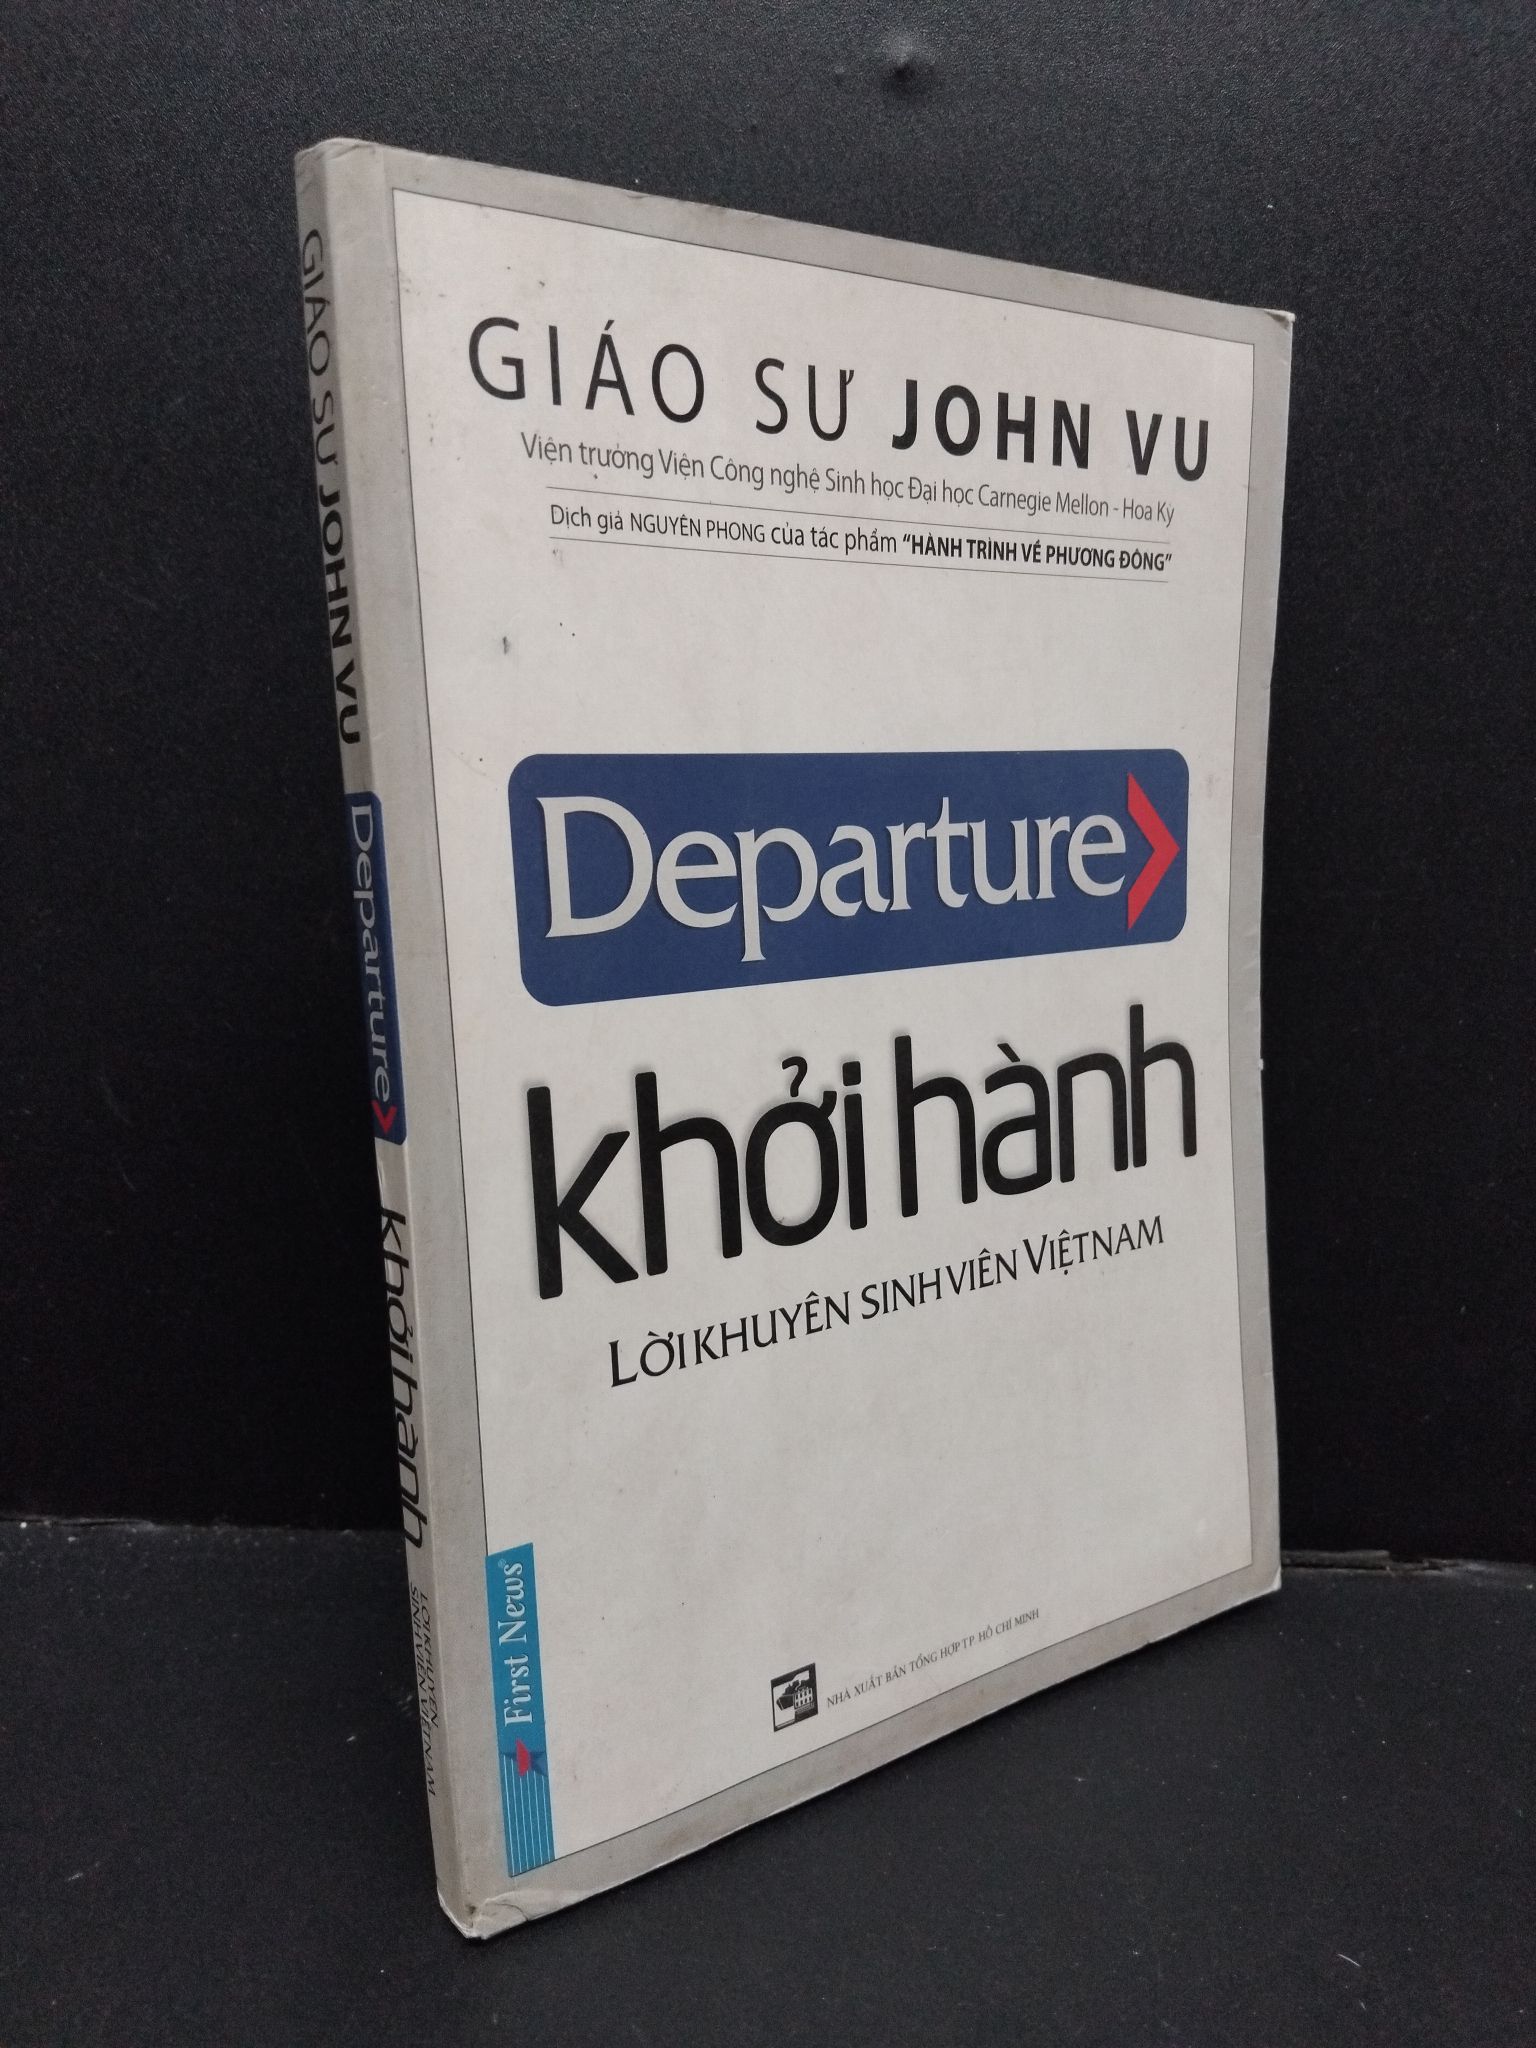 GIÁO SƯ JOHN VU
Viện trưởng Viện Công nghệ Sinh học Đại học Carnegie Mellon - Hoa Kỳ
Dịch giả NGUYÊN PHONG của tác phẩm "HÀNH TRÌNH VỀ PHƯƠNG ĐÔNG"
Departure
khởi hành
LỜI KHUYÊN SINH VIÊN VIỆT NAM
First News®
NHÀ XUẤT BẢN TỔNG HỢP TP. HỒ CHÍ MINH
GIÁO SƯ JOHN VU
Departure
- Khởi hành
LỜI KHUYÊN
SINH VIÊN VIỆT NAM